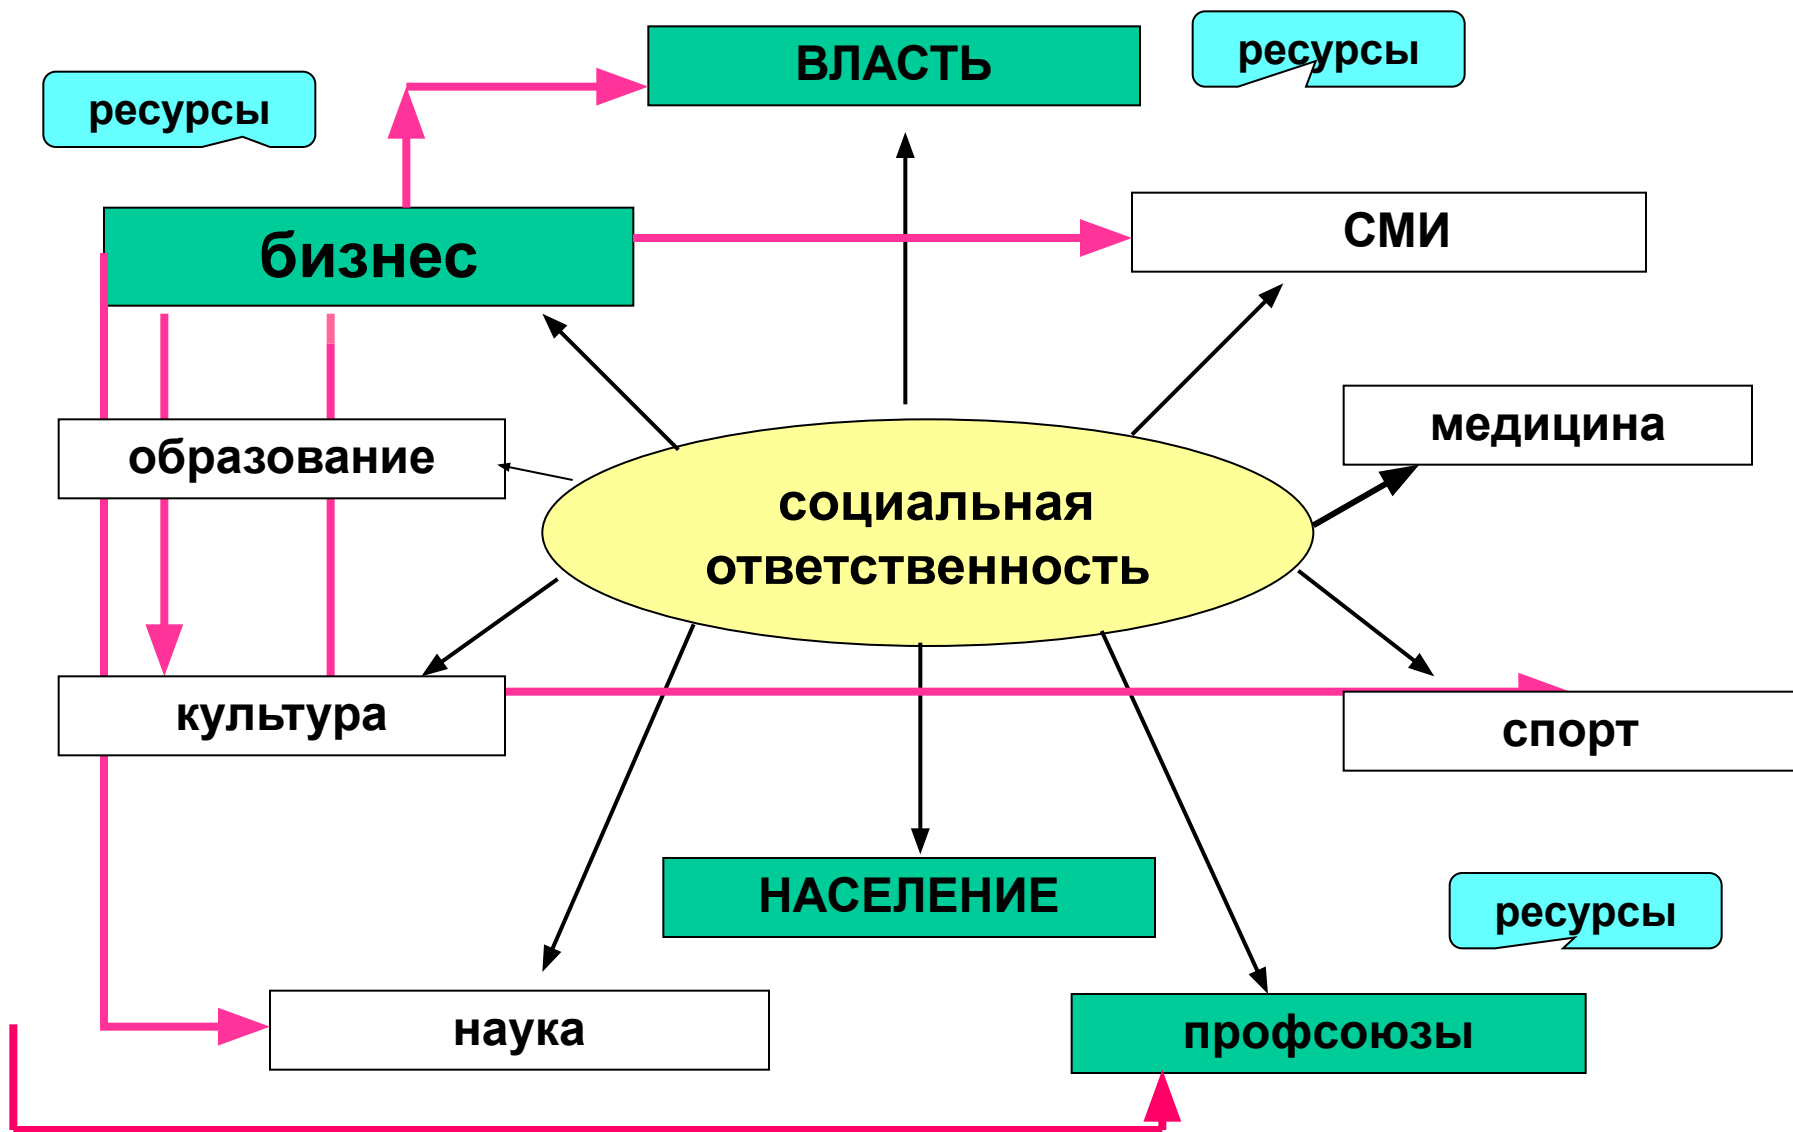 ВЛАСТЬ
ресурсы
ресурсы
бизнес
СМИ
медицина
образование
социальная
ответственность
культура
спорт
НАСЕЛЕНИЕ
ресурсы
наука
профсоюзы